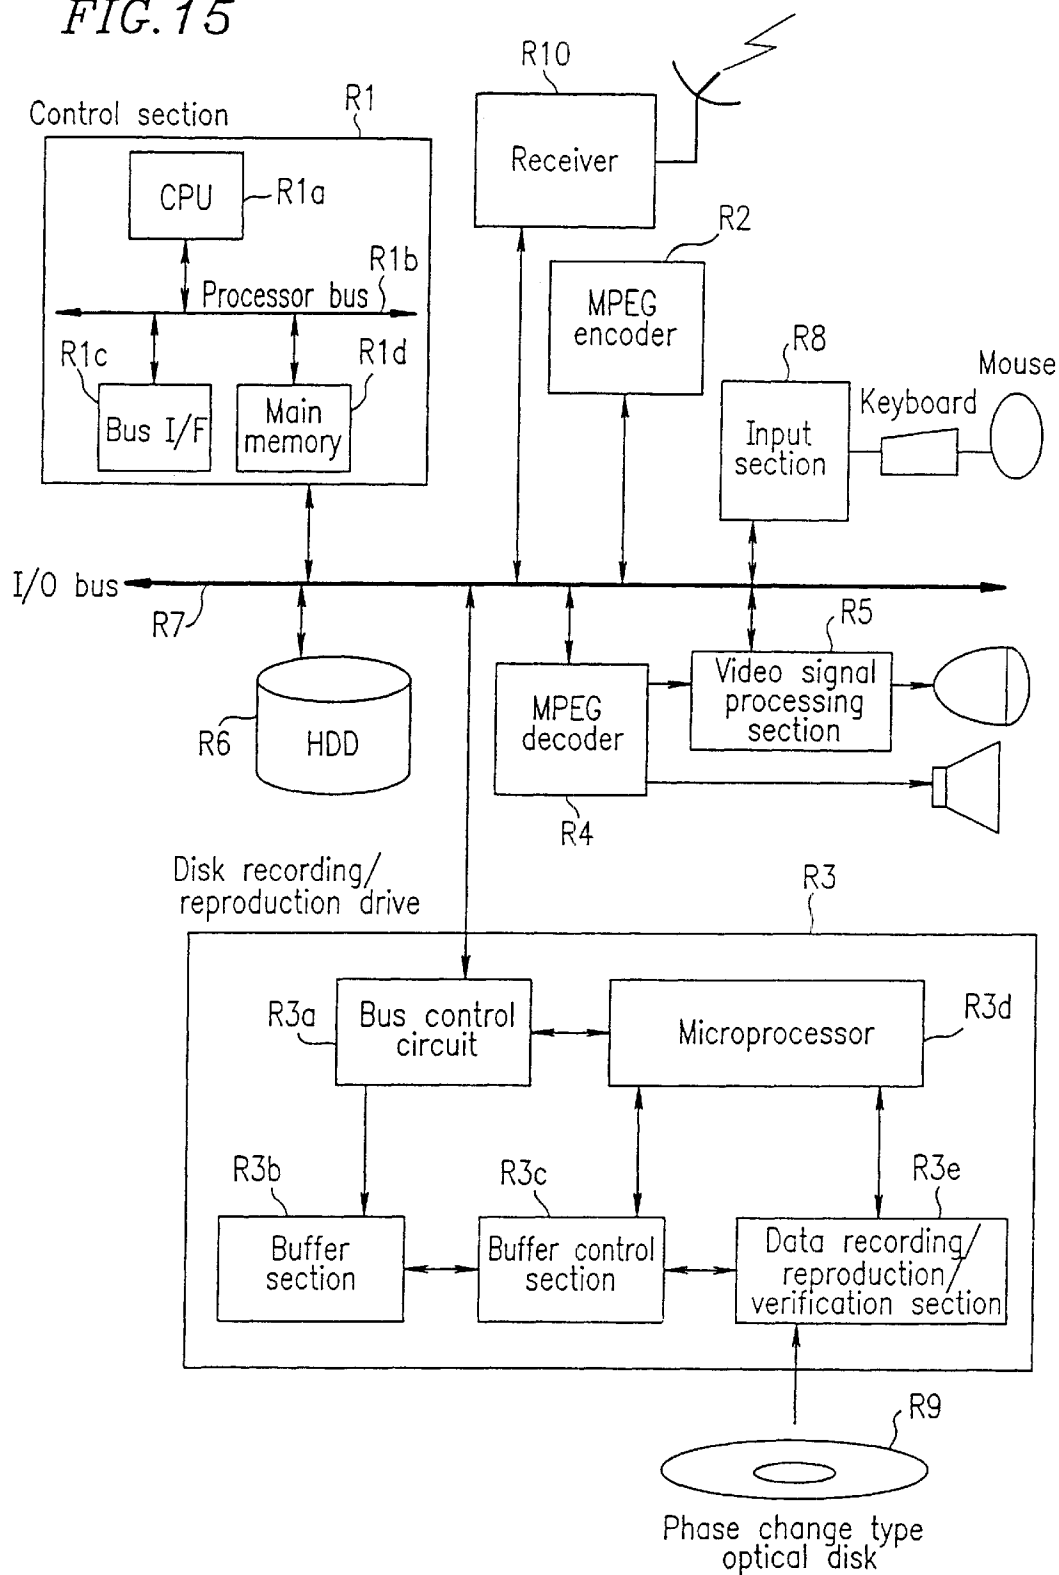 FIG. 15
R10
Control section
R1
Receiver
CPU
R1a
R2
R1b
Processor bus
MPEG
encoder
R1c
R1d
R8
Mouse
Keyboard
Bus I/F
Main
memory
Input
section
I/O bus
R7
R5
Video signal
processing
section
R6
HDD
MPEG
decoder
R4
Disk recording/
reproduction drive
R3
R3a
Bus control
circuit
Microprocessor
R3d
R3b
R3c
R3e
Buffer
section
Buffer control
section
Data recording/
reproduction/
verification section
R9
Phase change type
optical disk